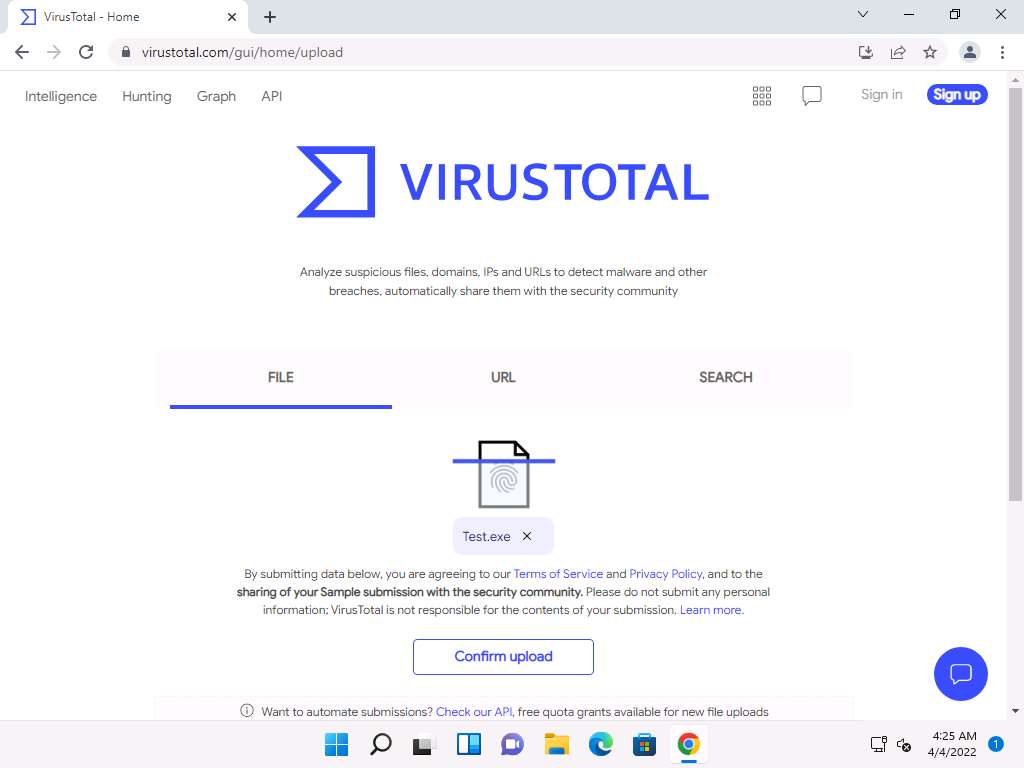 VirusTotal - Home
virustotal.com/gui/home/upload
Intelligence Hunting Graph API Sign in Sign up
VIRUSTOTAL
Analyze suspicious files, domains, IPs and URLs to detect malware and other
breaches, automatically share them with the security community
FILE URL SEARCH
Test.exe
By submitting data below, you are agreeing to our Terms of Service and Privacy Policy, and to the
sharing of your Sample submission with the security community. Please do not submit any personal
information; VirusTotal is not responsible for the contents of your submission. Learn more.
Confirm upload
Want to automate submissions? Check our API, free quota grants available for new file uploads
4:25 AM
4/4/2022
1